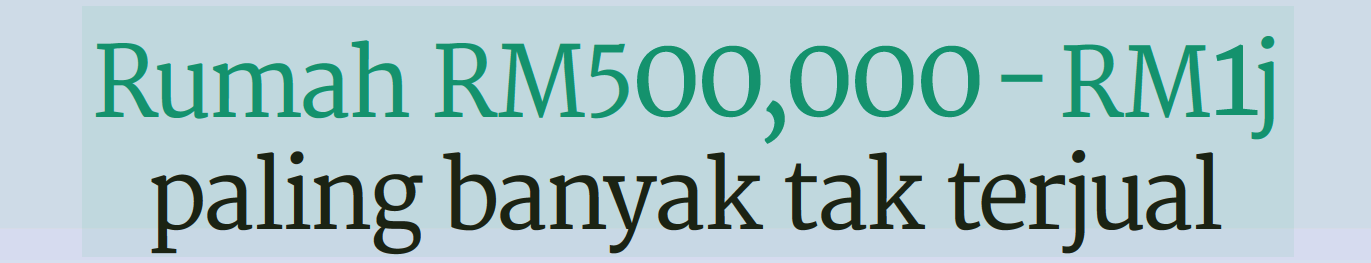 Rumah RM500,000 - RM1j
paling banyak tak terjual